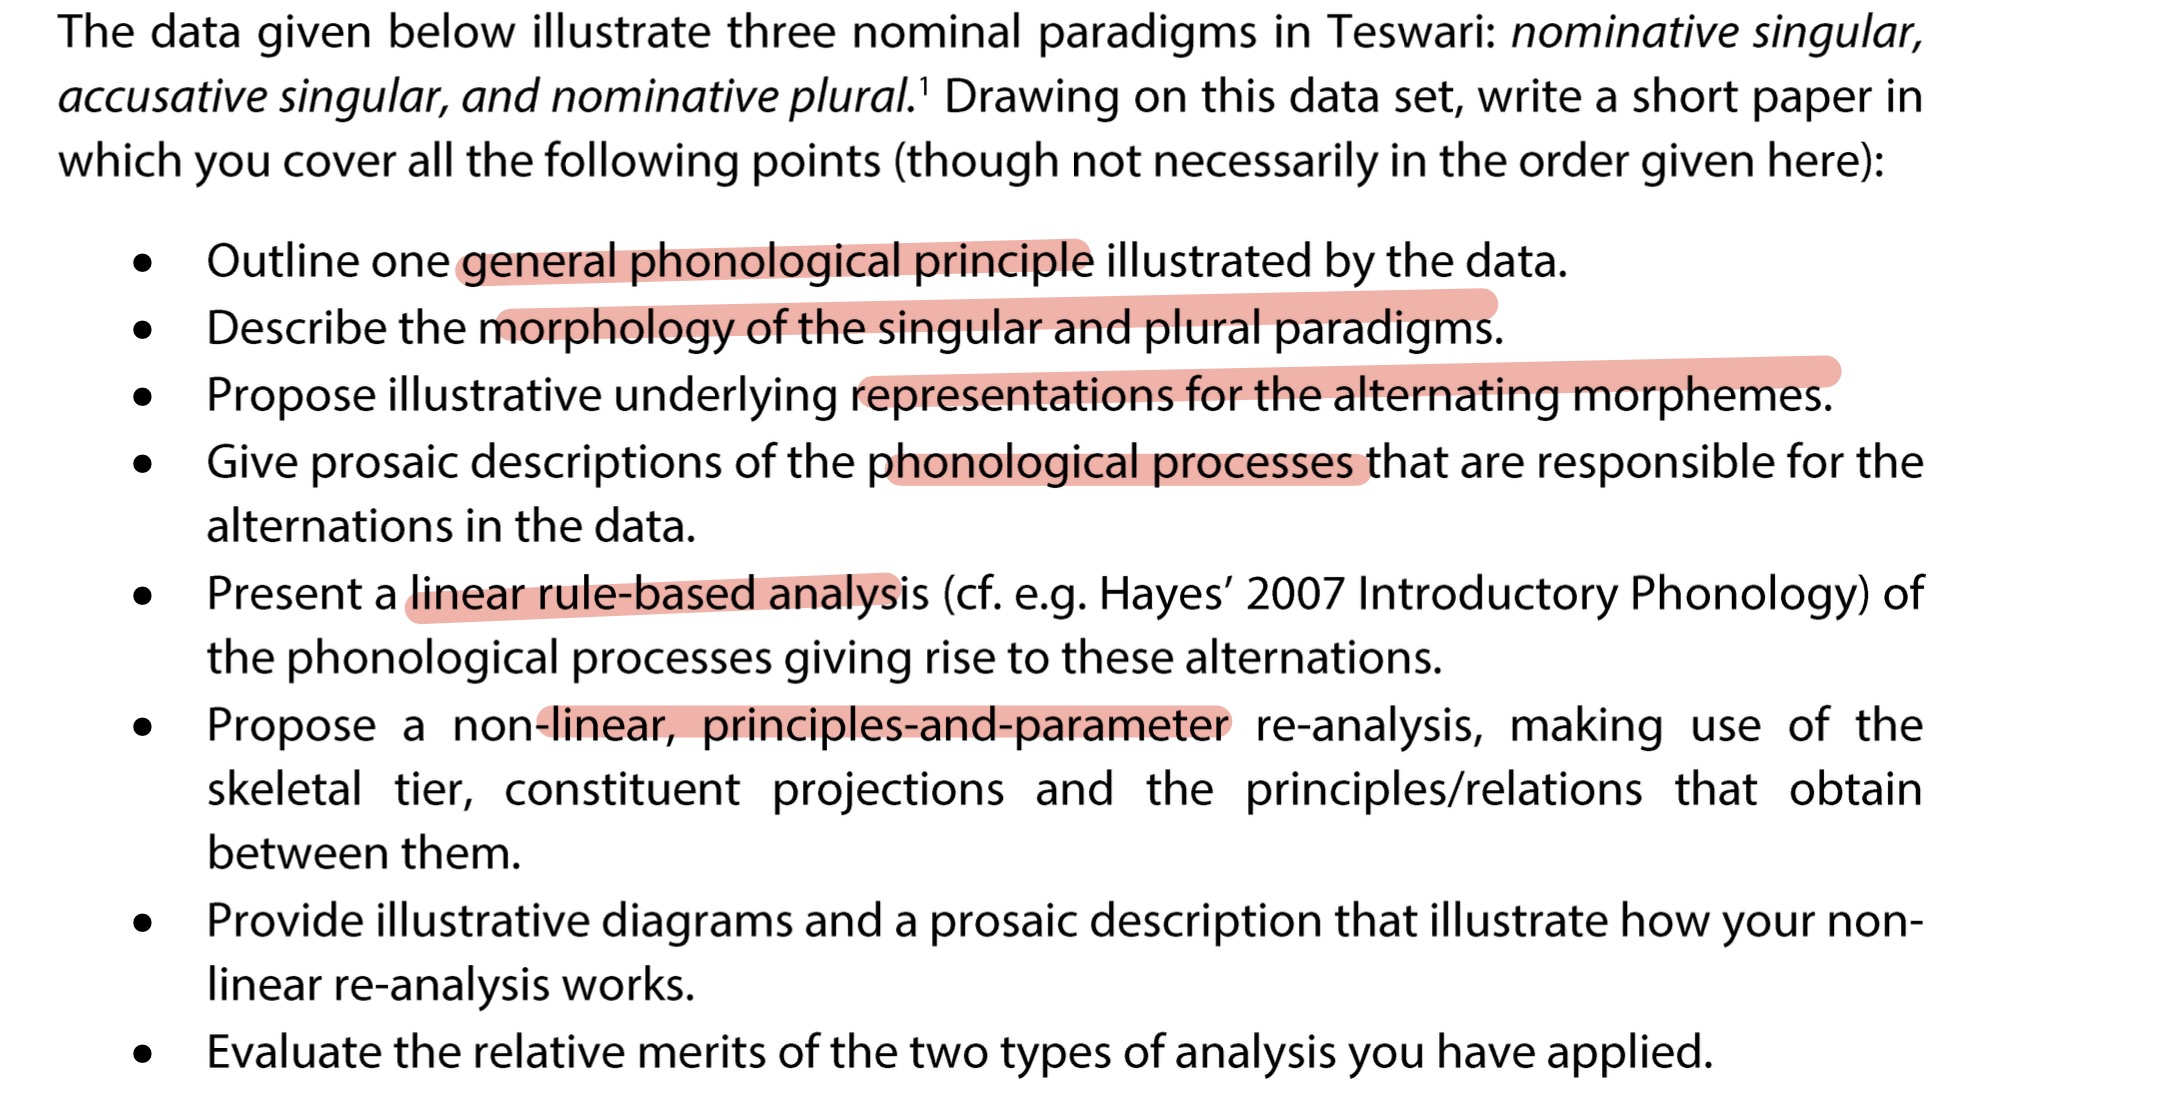 The data given below illustrate three nominal paradigms in Teswari: nominative singular,
accusative singular, and nominative plural.¹ Drawing on this data set, write a short paper in
which you cover all the following points (though not necessarily in the order given here):
• Outline one general phonological principle illustrated by the data.
• Describe the morphology of the singular and plural paradigms.
• Propose illustrative underlying representations for the alternating morphemes.
• Give prosaic descriptions of the phonological processes that are responsible for the
alternations in the data.
• Present a linear rule-based analysis (cf. e.g. Hayes’ 2007 Introductory Phonology) of
the phonological processes giving rise to these alternations.
• Propose a non-linear, principles-and-parameter re-analysis, making use of the
skeletal tier, constituent projections and the principles/relations that obtain
between them.
• Provide illustrative diagrams and a prosaic description that illustrate how your non-
linear re-analysis works.
• Evaluate the relative merits of the two types of analysis you have applied.